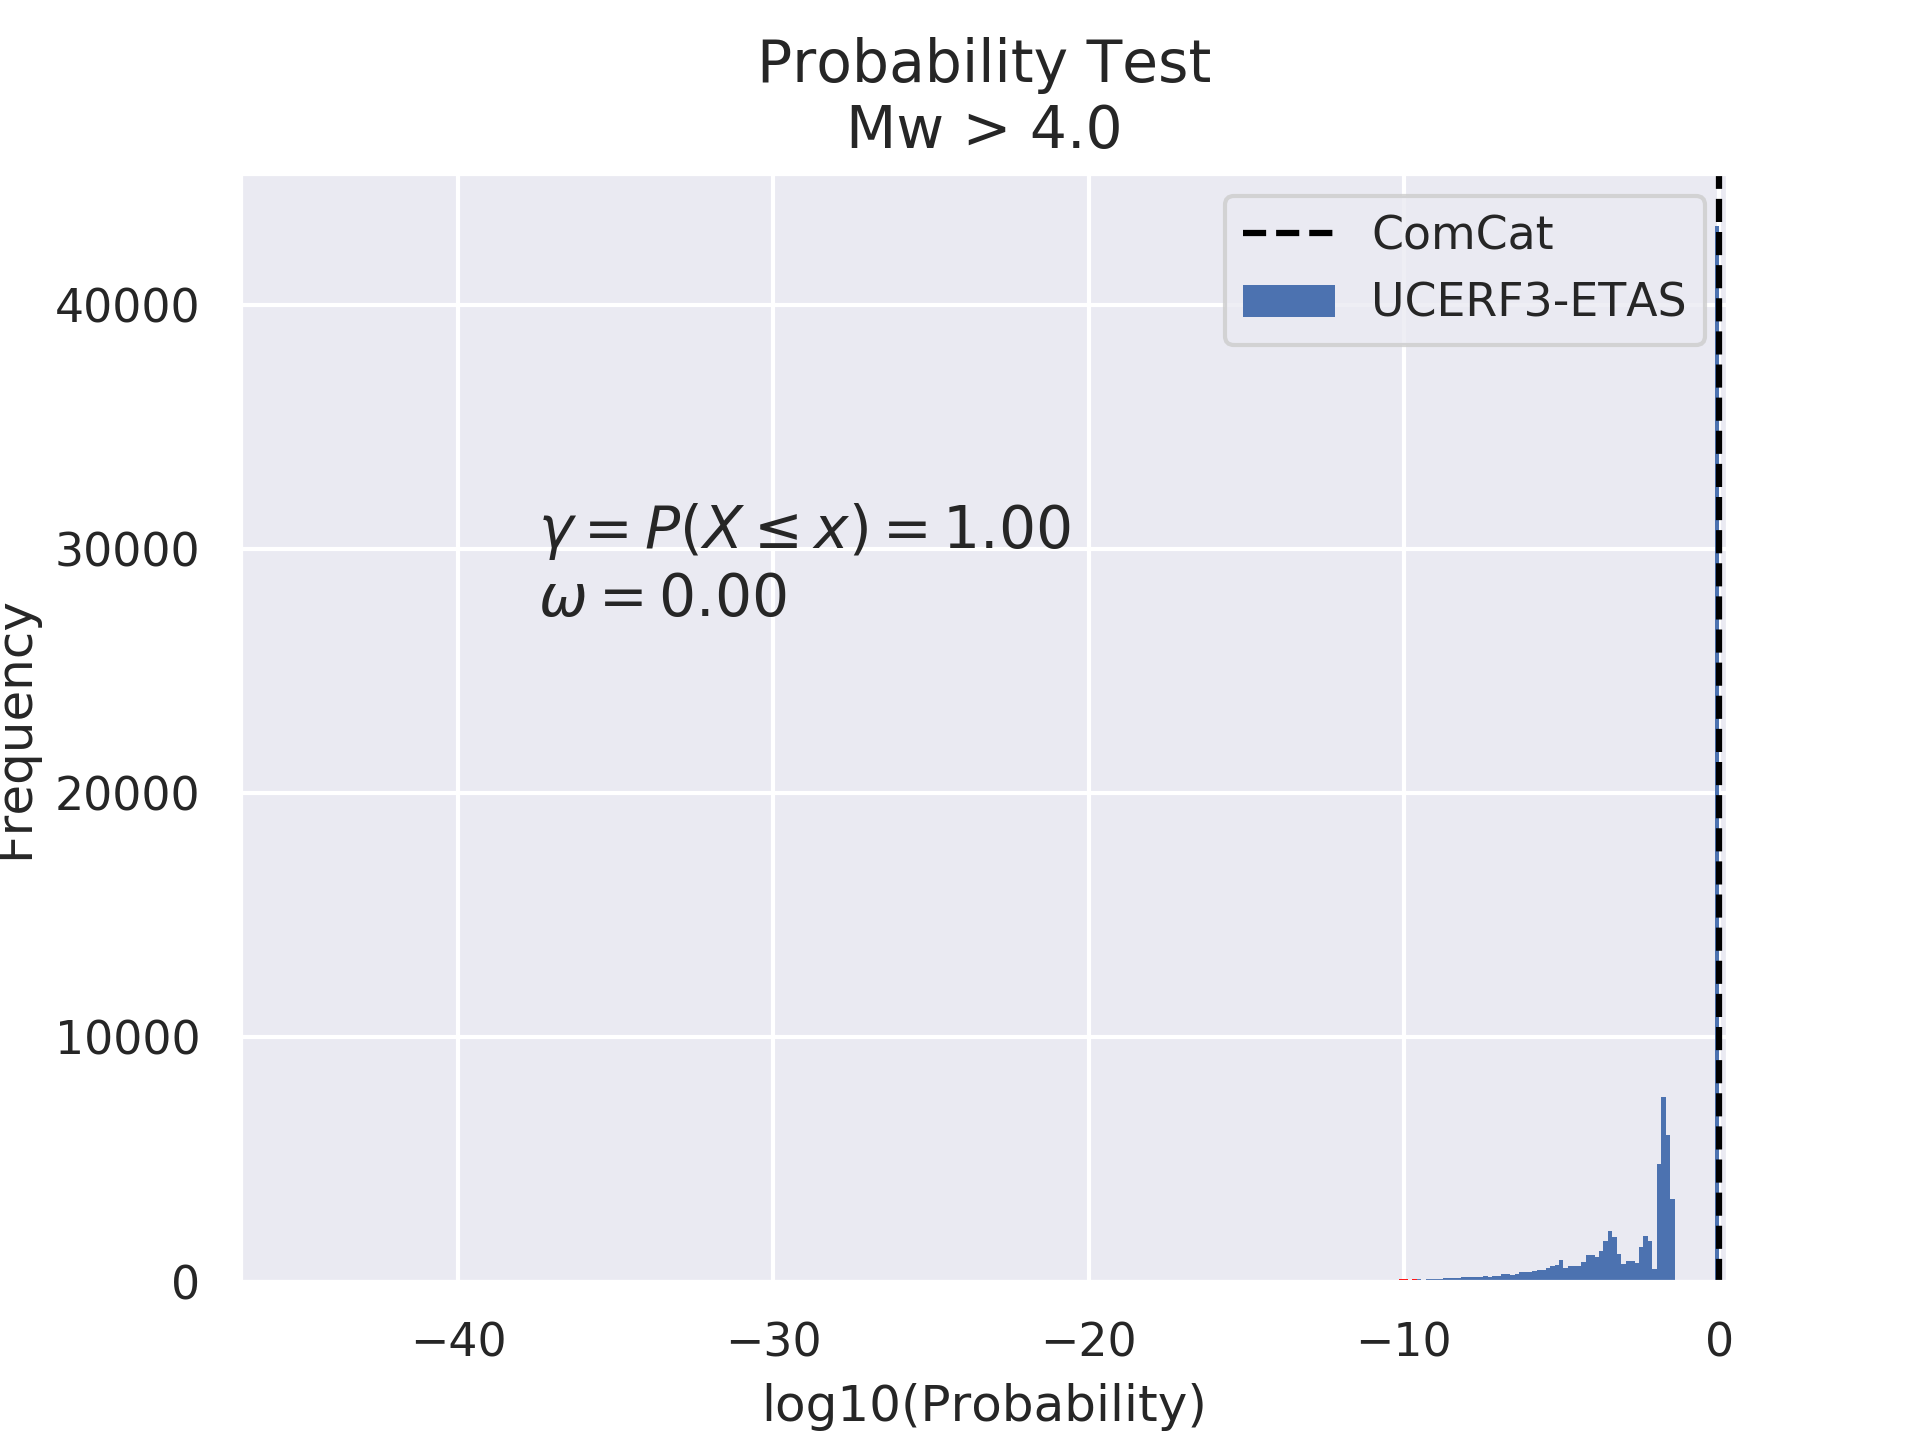 Probability Test
Mw > 4.0
ComCat
UCERF3-ETAS
γ = P(X ≤ x) = 1.00
ω = 0.00
Frequency
40000
30000
20000
10000
0
−40 −30 −20 −10 0
log10(Probability)